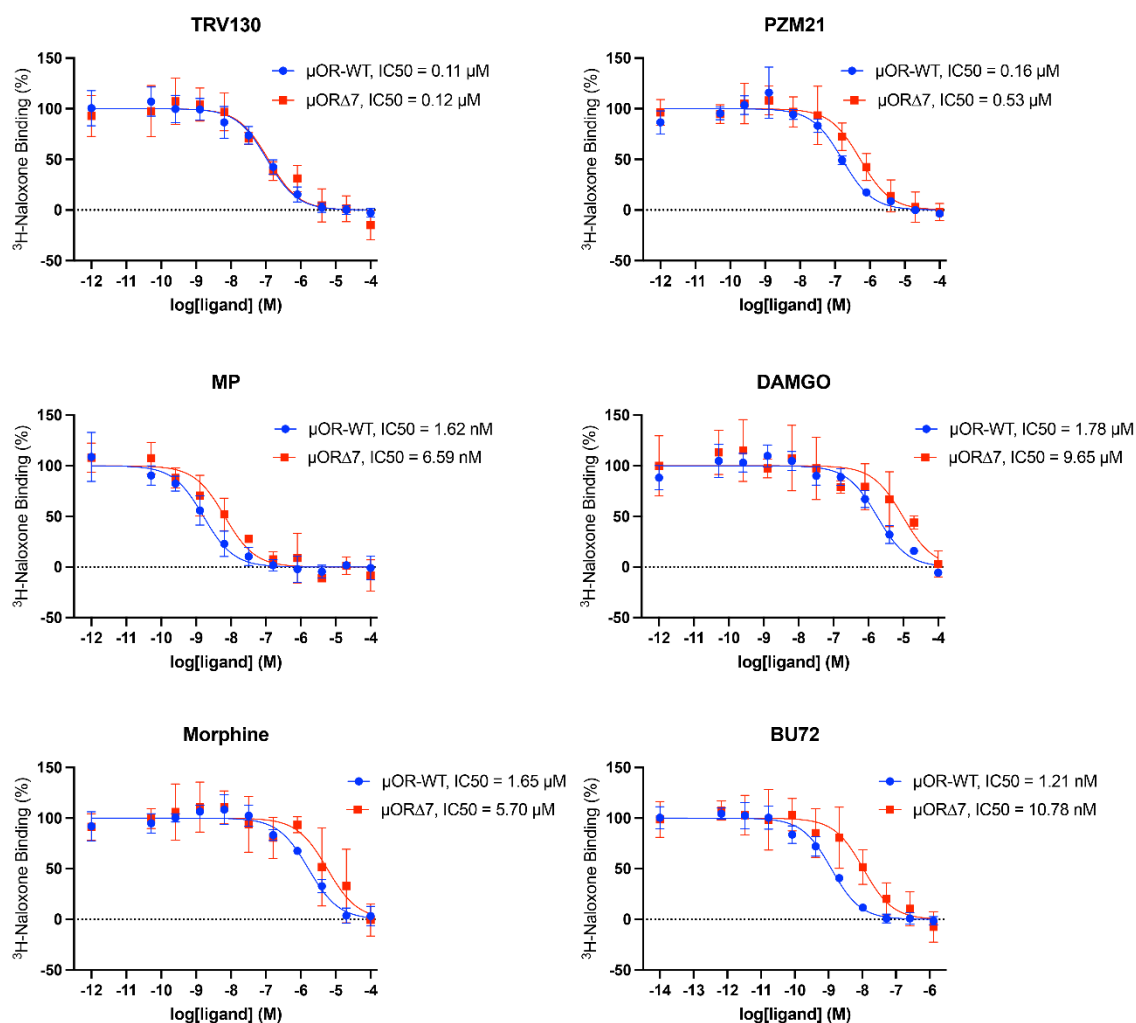 TRV130
³H-Naloxone Binding (%)
150
100
50
0
-50
µOR-WT, IC50 = 0.11 µM
µORΔ7, IC50 = 0.12 µM
-12 -11 -10 -9 -8 -7 -6 -5 -4
log[ligand] (M)
PZM21
³H-Naloxone Binding (%)
150
100
50
0
-50
µOR-WT, IC50 = 0.16 µM
µORΔ7, IC50 = 0.53 µM
-12 -11 -10 -9 -8 -7 -6 -5 -4
log[ligand] (M)
MP
³H-Naloxone Binding (%)
150
100
50
0
-50
µOR-WT, IC50 = 1.62 nM
µORΔ7, IC50 = 6.59 nM
-12 -11 -10 -9 -8 -7 -6 -5 -4
log[ligand] (M)
DAMGO
³H-Naloxone Binding (%)
150
100
50
0
-50
µOR-WT, IC50 = 1.78 µM
µORΔ7, IC50 = 9.65 µM
-12 -11 -10 -9 -8 -7 -6 -5 -4
log[ligand] (M)
Morphine
³H-Naloxone Binding (%)
150
100
50
0
-50
µOR-WT, IC50 = 1.65 µM
µORΔ7, IC50 = 5.70 µM
-12 -11 -10 -9 -8 -7 -6 -5 -4
log[ligand] (M)
BU72
³H-Naloxone Binding (%)
150
100
50
0
-50
µOR-WT, IC50 = 1.21 nM
µORΔ7, IC50 = 10.78 nM
-14 -13 -12 -11 -10 -9 -8 -7 -6
log[ligand] (M)